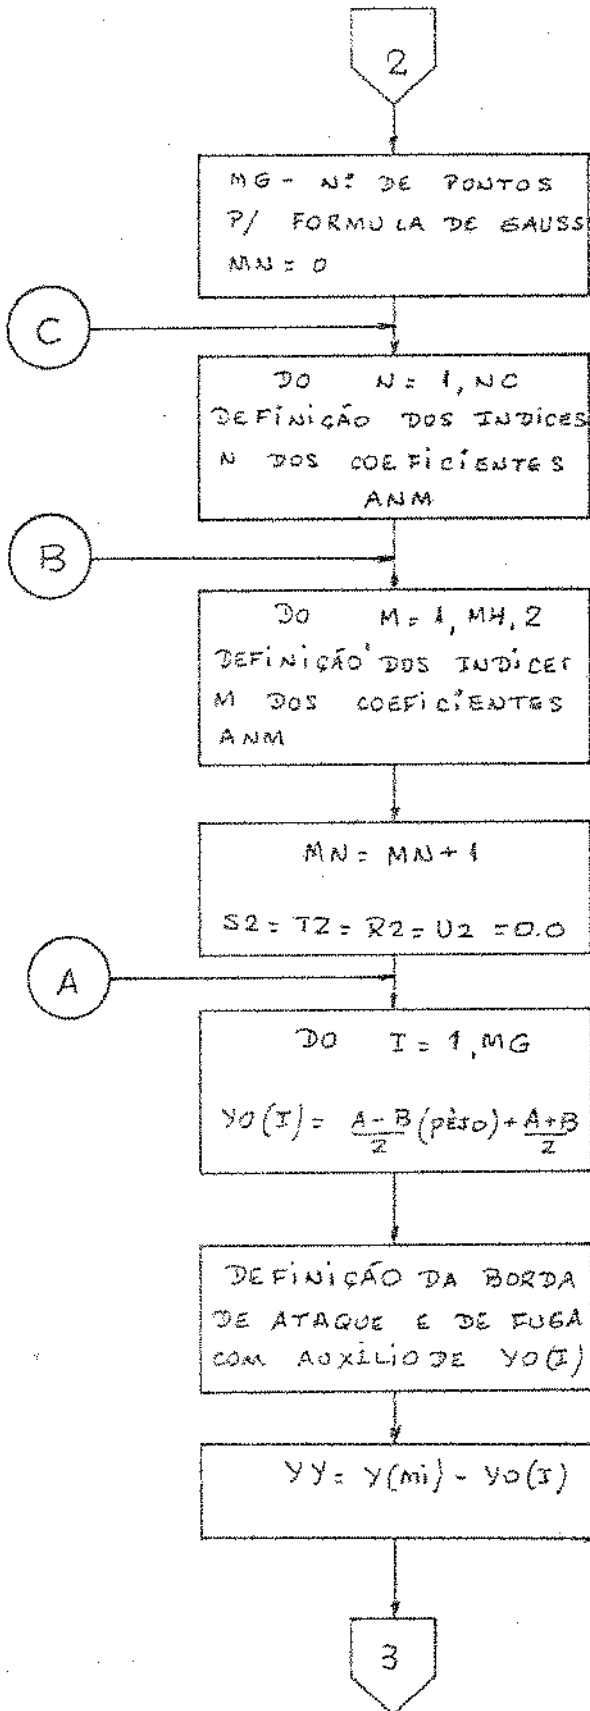 2
MG - Nº DE PONTOS
P/ FORMULA DE GAUSS
MN = 0
C
DO N = 1, NC
DEFINIÇÃO DOS INDICES
N DOS COEFICIENTES
ANM
B
DO M = 1, MH, 2
DEFINIÇÃO DOS INDICES
M DOS COEFICIENTES
ANM
MN = MN + 1
S2 = T2 = R2 = U2 = 0.0
A
DO I = 1, MG
YO(I) = A - B / 2 (PÈSO) + A + B / 2
DEFINIÇÃO DA BORDA
DE ATAQUE E DE FUGA
COM AUXÍLIO DE YO(I)
YY = Y(Mi) - YO(I)
3